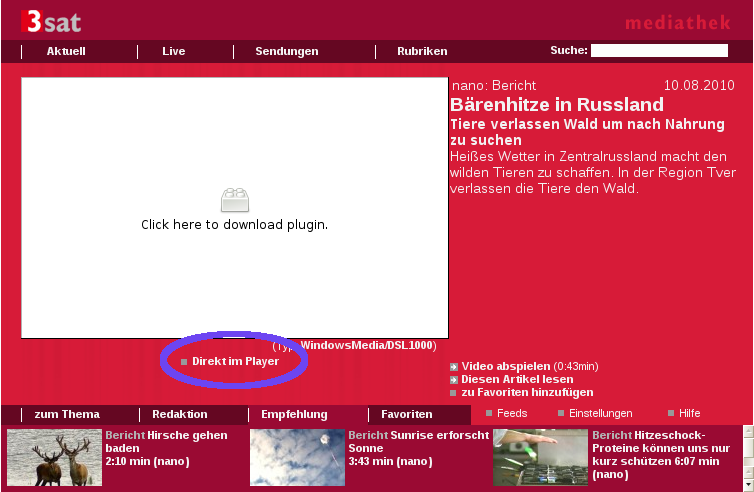 3sat
mediathek
Aktuell
Live
Sendungen
Rubriken
Suche:
nano: Bericht
10.08.2010
Bärenhitze in Russland
Tiere verlassen Wald um nach Nahrung
zu suchen
Heißes Wetter in Zentralrussland macht den
wilden Tieren zu schaffen. In der Region Tver
verlassen die Tiere den Wald.
Click here to download plugin.
(Typ: WindowsMedia/DSL1000)
Direkt im Player
Video abspielen (0:43min)
Diesen Artikel lesen
zu Favoriten hinzufügen
zum Thema
Redaktion
Empfehlung
Favoriten
Feeds
Einstellungen
Hilfe
Bericht Hirsche gehen
baden
2:10 min (nano)
Bericht Sunrise erforscht
Sonne
3:43 min (nano)
Bericht Hitzeschock-
Proteine können uns nur
kurz schützen 6:07 min
(nano)